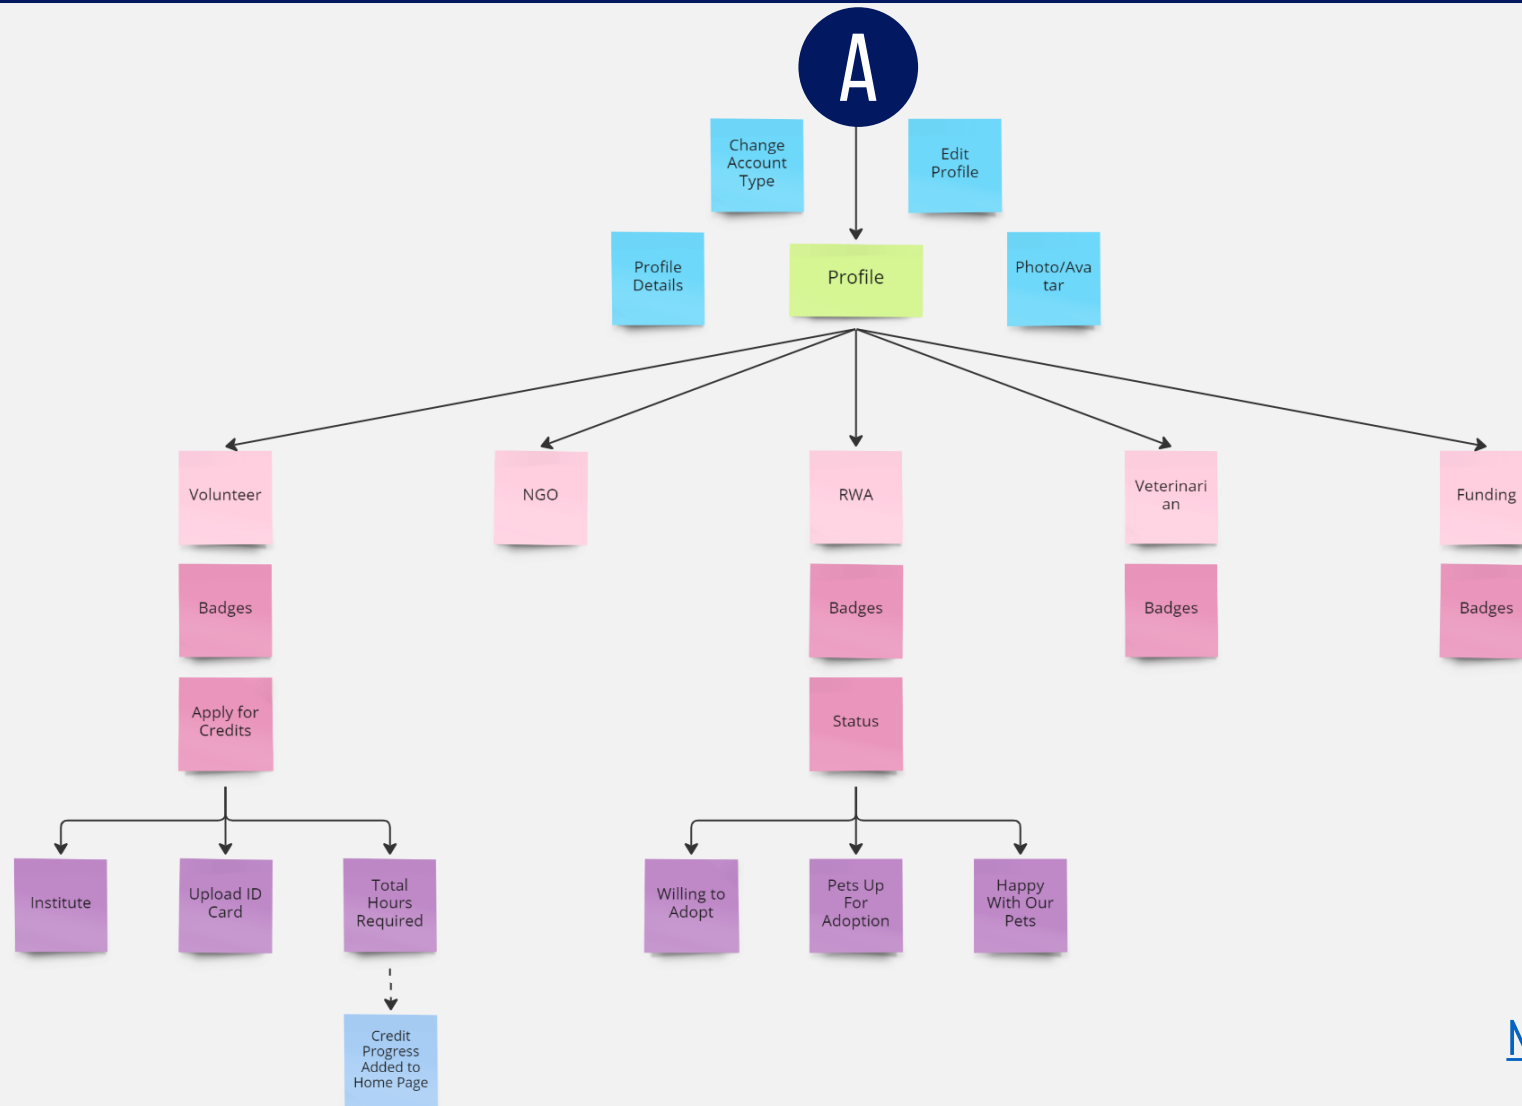 A
Change
Account
Type
Edit
Profile
Profile
Details
Profile
Photo/Ava
tar
Volunteer
NGO
RWA
Veterinari
an
Funding
Badges
Badges
Badges
Badges
Apply for
Credits
Status
Institute
Upload ID
Card
Total
Hours
Required
Willing to
Adopt
Pets Up
For
Adoption
Happy
With Our
Pets
Credit
Progress
Added to
Home Page